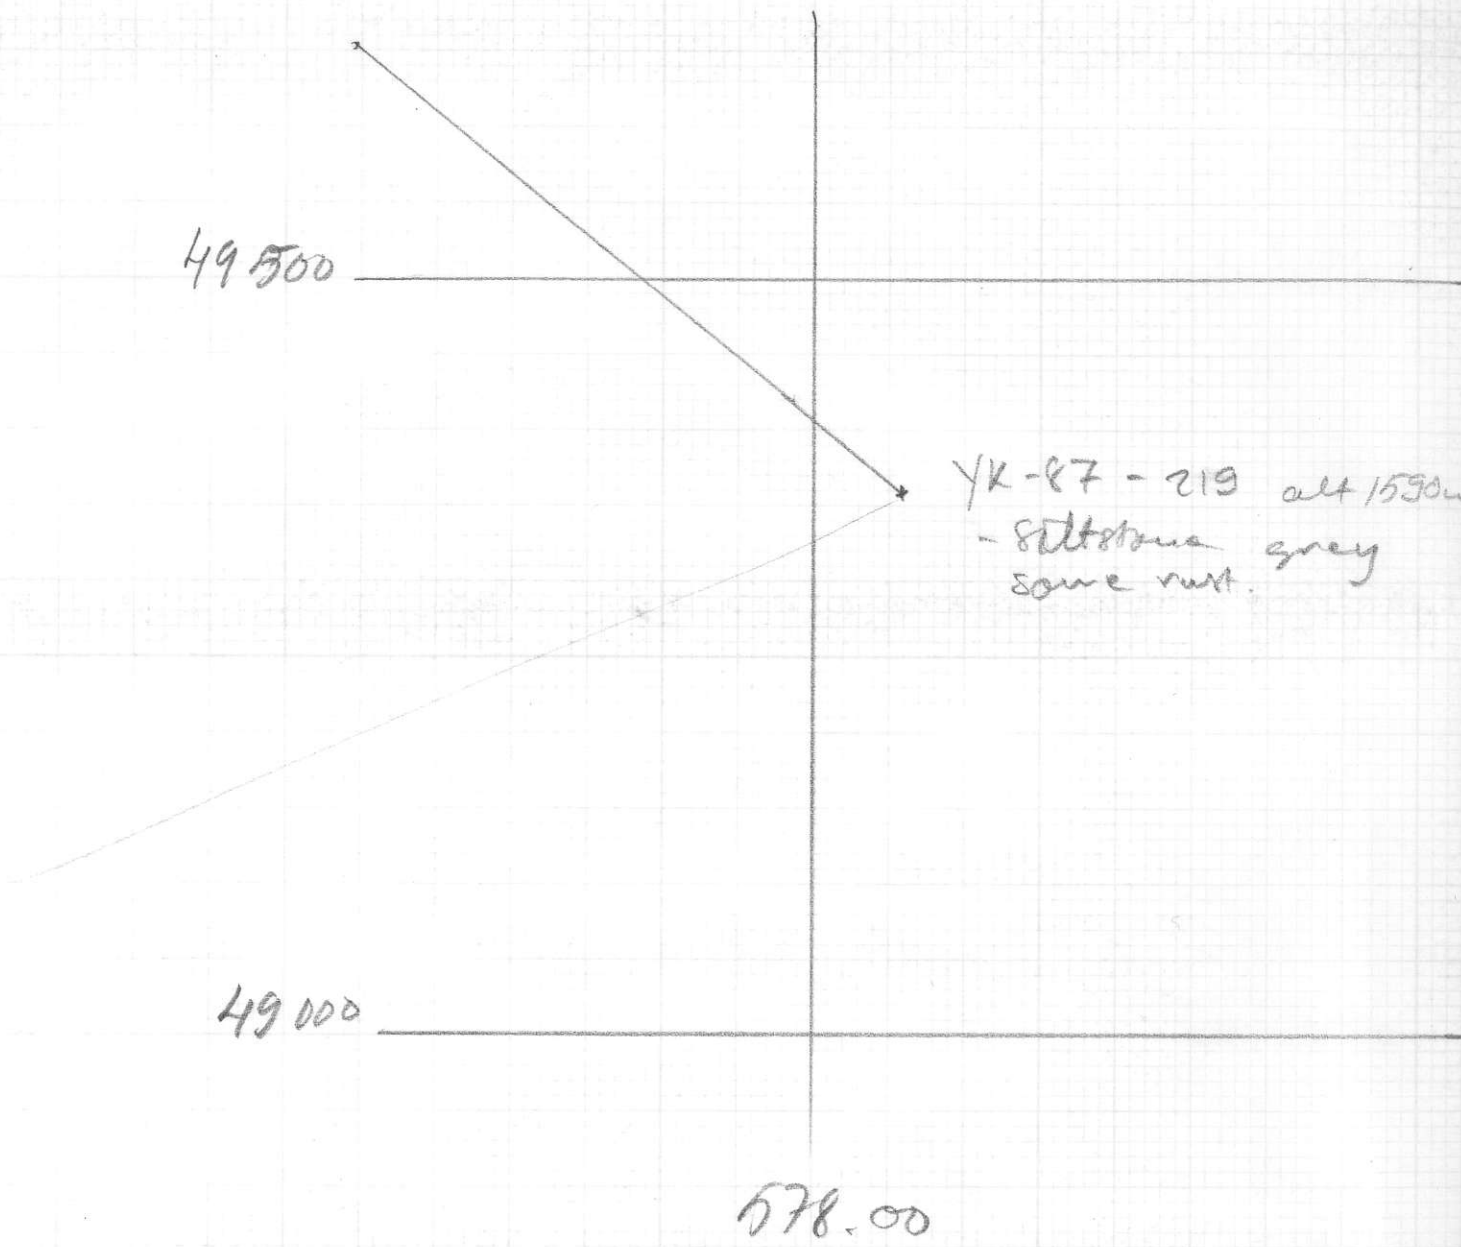 49500
YK-87-219 alt 1590m
- Siltstone grey
some rust.
49000
578.00